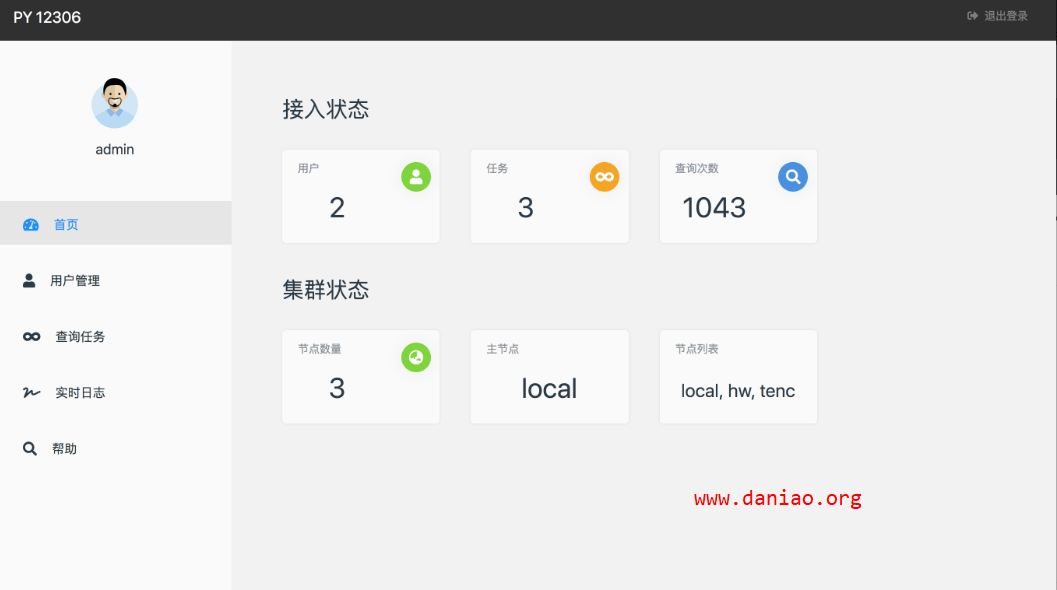 PY 12306
退出登录
admin
首页
用户管理
查询任务
实时日志
帮助
接入状态
用户
2
任务
3
查询次数
1043
集群状态
节点数量
3
主节点
local
节点列表
local, hw, tenc
www.daniao.org